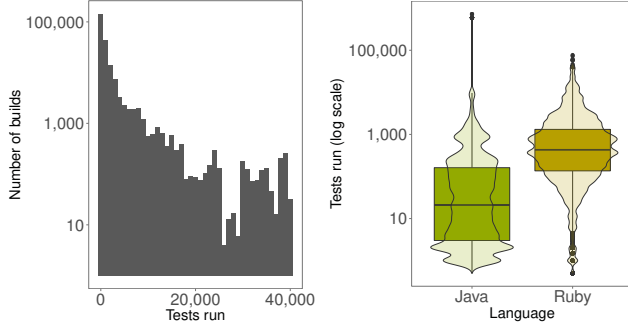 Number of builds
100,000
1,000
10
0
20,000
40,000
Tests run
Tests run (log scale)
100,000
1,000
10
Java
Ruby
Language